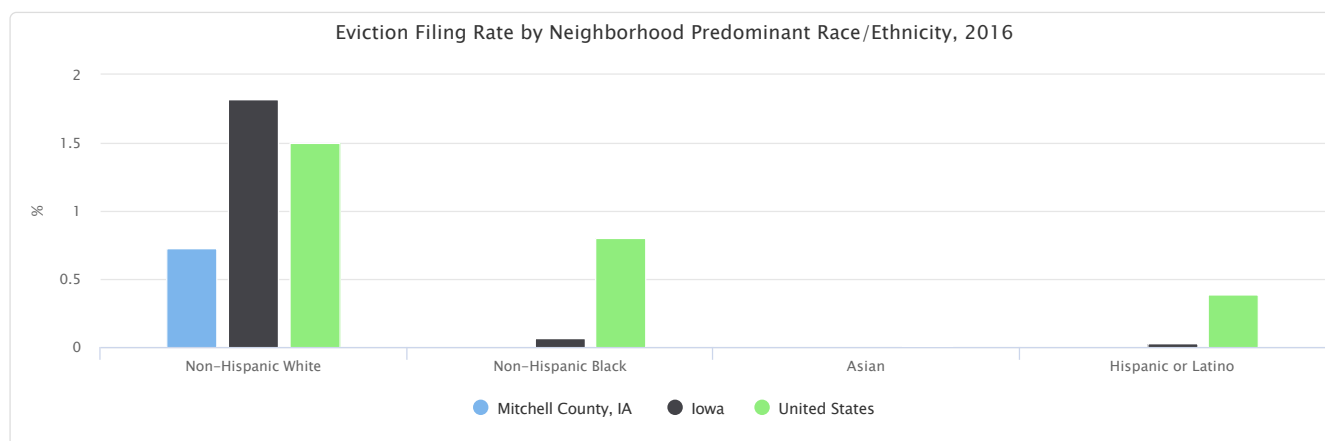 Eviction Filing Rate by Neighborhood Predominant Race/Ethnicity, 2016
2
1.5
1
0.5
0
%
Non-Hispanic White
Non-Hispanic Black
Asian
Hispanic or Latino
Mitchell County, IA
Iowa
United States